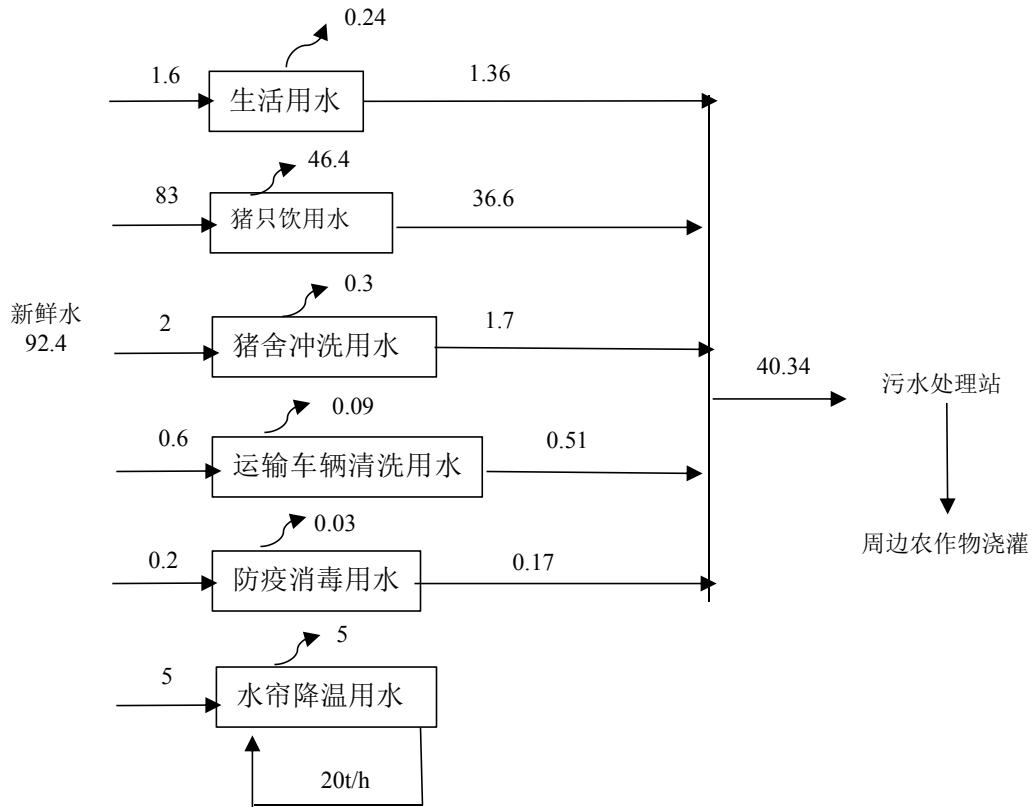 0.24
1.6
生活用水
1.36
46.4
83
猪只饮用水
36.6
0.3
新鲜水
92.4
2
猪舍冲洗用水
1.7
40.34
污水处理站
0.09
0.6
运输车辆清洗用水
0.51
0.03
0.2
防疫消毒用水
0.17
周边农作物浇灌
5
5
水帘降温用水
20t/h